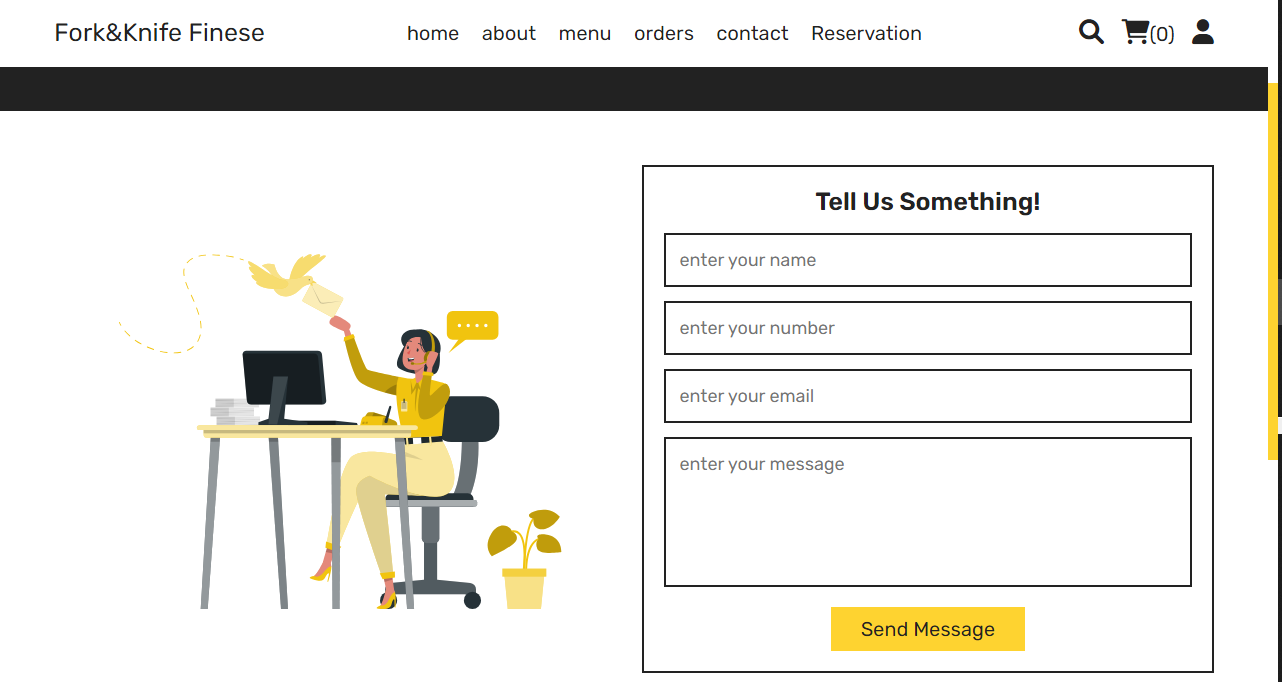 Fork&Knife Finese
home about menu orders contact Reservation
(0)
Tell Us Something!
enter your name
enter your number
enter your email
enter your message
Send Message